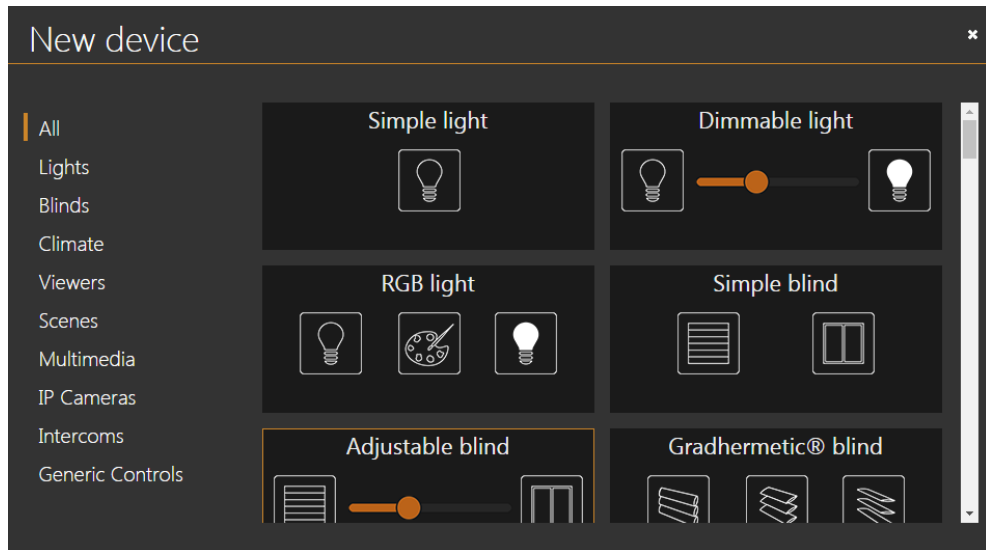 New device
All
Lights
Blinds
Climate
Viewers
Scenes
Multimedia
IP Cameras
Intercoms
Generic Controls
Simple light
Dimmable light
RGB light
Simple blind
Adjustable blind
Gradhermetic® blind